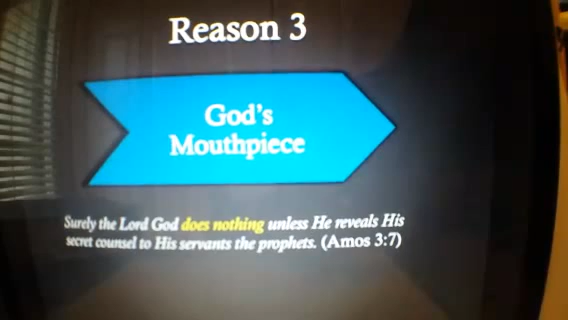 Reason 3
God's
Mouthpiece
Surely the Lord God does nothing unless He reveals His
secret counsel to His servants the prophets. (Amos 3:7)